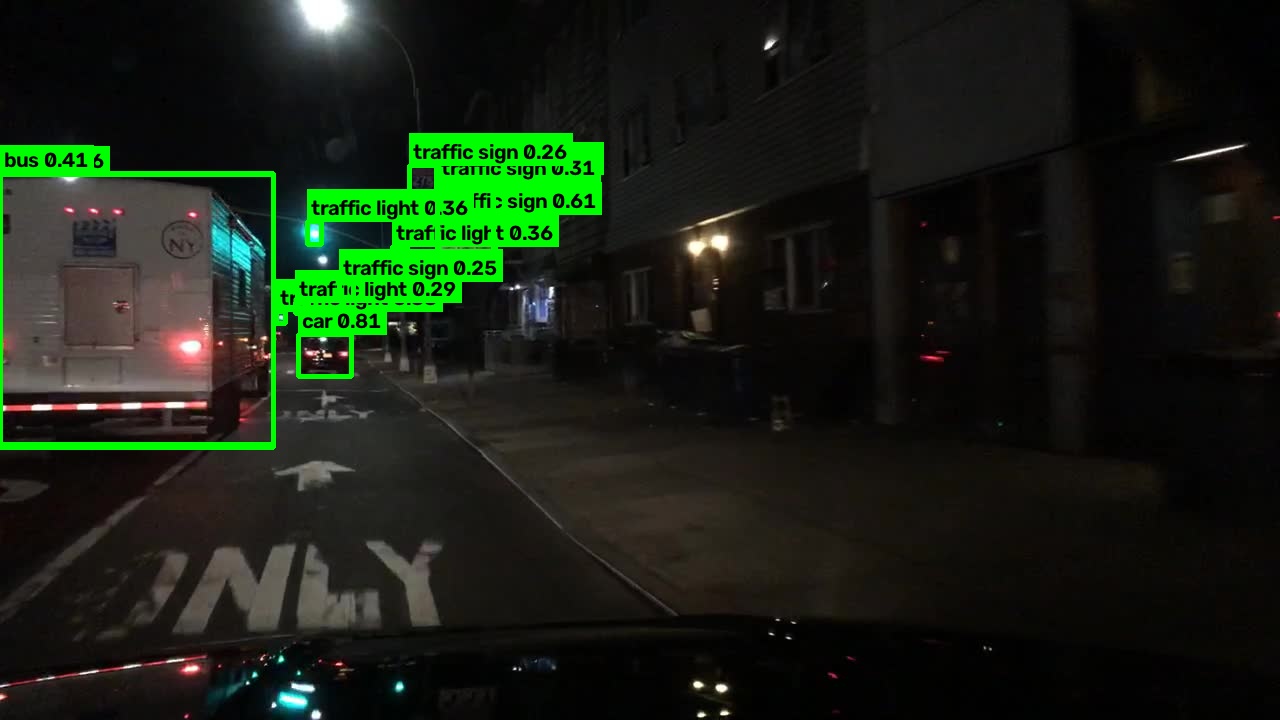 traffic sign 0.26
traffic sign 0.31
bus 0.41
sign 0.61
traffic light 0.36
traffic light 0.36
traffic sign 0.25
traffic light 0.29
car 0.81
NY
ONLY
ONLY